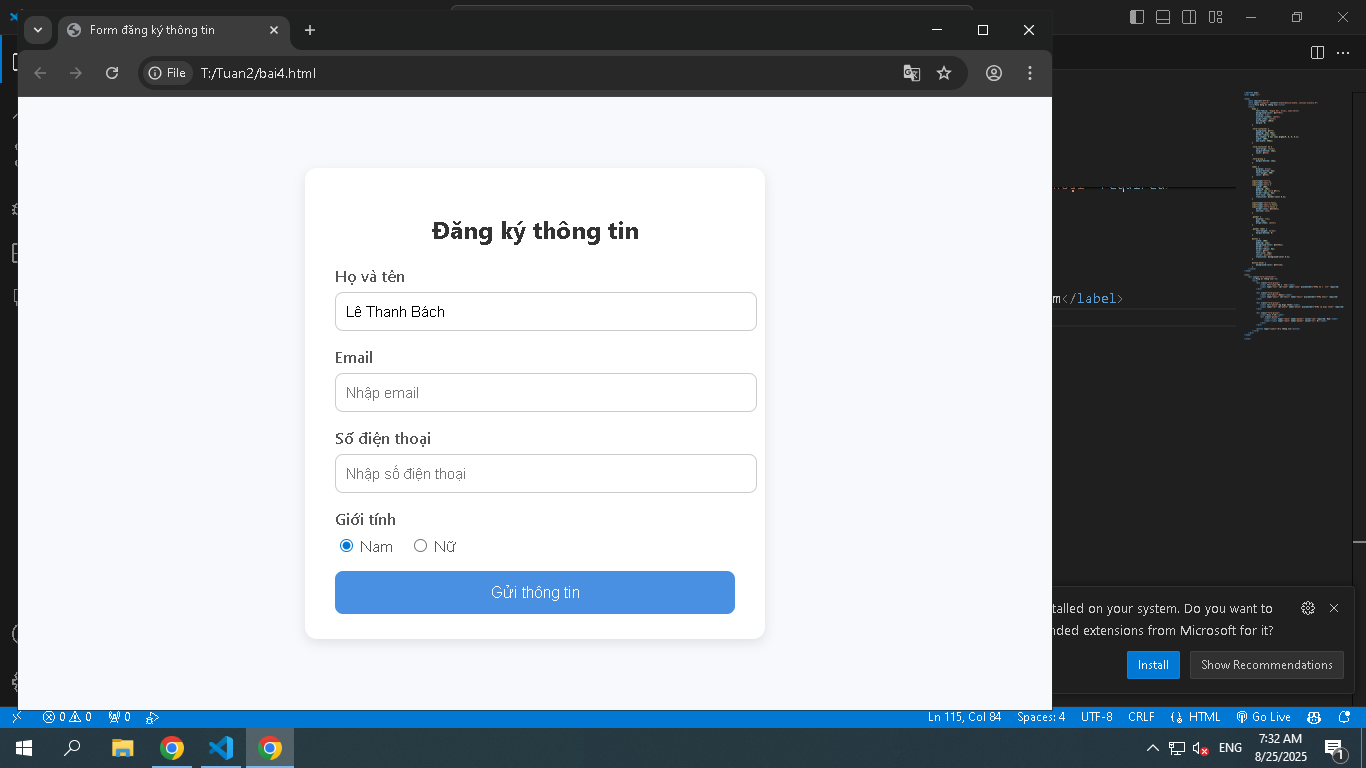 Form đăng ký thông tin
File
T:/Tuan2/bai4.html
Đăng ký thông tin
Họ và tên
Lê Thanh Bách
Email
Nhập email
Số điện thoại
Nhập số điện thoại
Giới tính
Nam
Nữ
Gửi thông tin
m</label>
talled on your system. Do you want to
nded extensions from Microsoft for it?
Install
Show Recommendations
0 0
0
Ln 115, Col 84
Spaces: 4
UTF-8
CRLF
HTML
Go Live
ENG
7:32 AM
8/25/2025
1